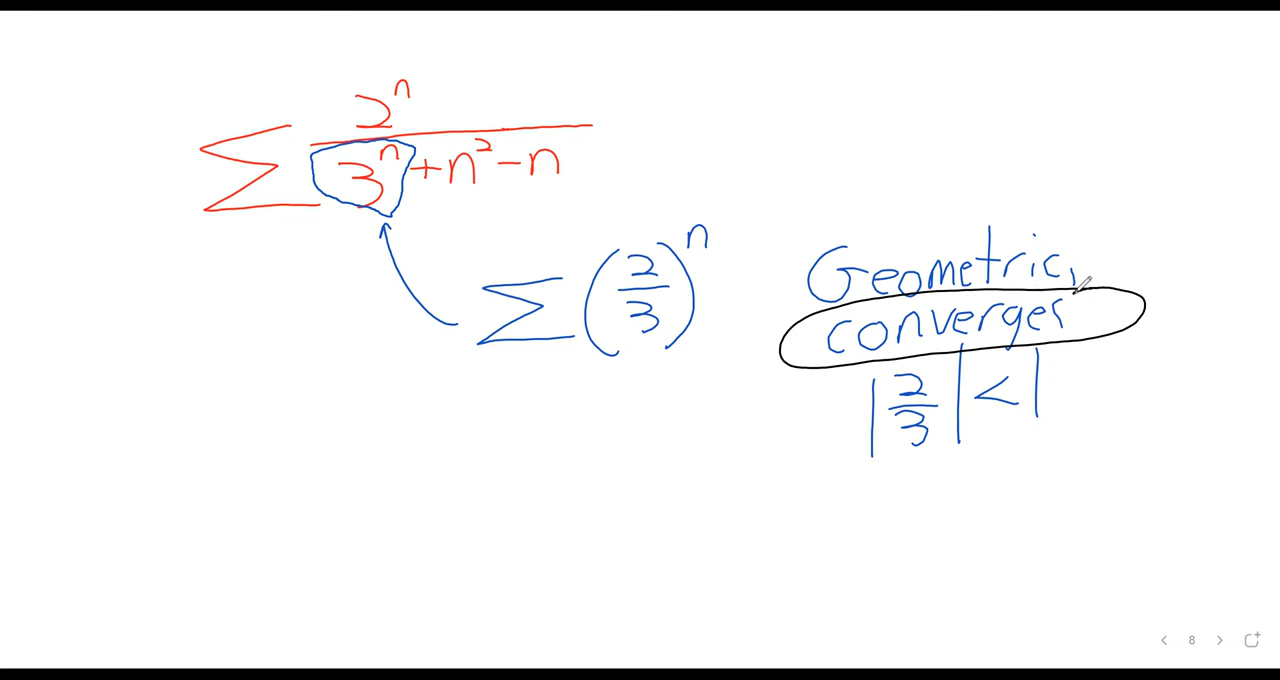 ∑ 2^n / (3^n + n^2 - n)
∑ (2/3)^n
Geometric,
converges
|2/3| < 1
8